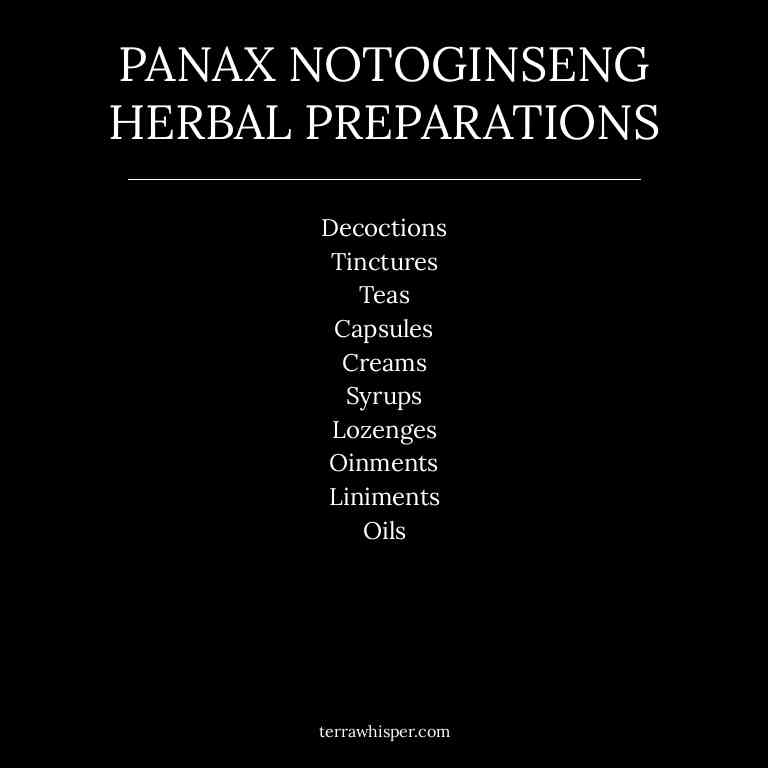 PANAX NOTOGINSENG
HERBAL PREPARATIONS
Decoctions
Tinctures
Teas
Capsules
Creams
Syrups
Lozenges
Oinments
Liniments
Oils
terrawhisper.com